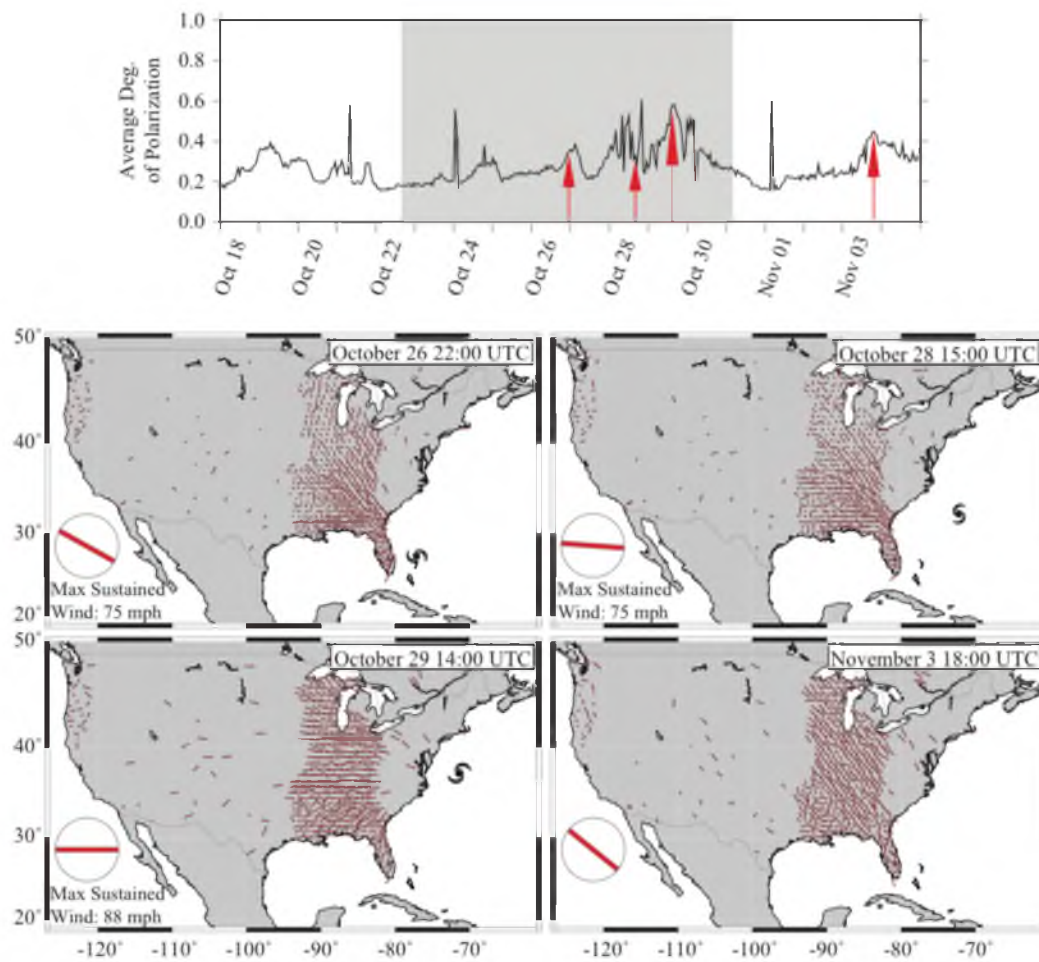 1.0
0.8
0.6
0.4
0.2
0.0
Average Deg.
of Polarization
Oct 18
Oct 20
Oct 22
Oct 24
Oct 26
Oct 28
Oct 30
Nov 01
Nov 03
50°
40°
30°
20°
October 26 22:00 UTC
Max Sustained
Wind: 75 mph
October 28 15:00 UTC
Max Sustained
Wind: 75 mph
50°
40°
30°
20°
October 29 14:00 UTC
Max Sustained
Wind: 88 mph
November 3 18:00 UTC
-120 -110 -100 -90 -80 -70
-120 -110 -100 -90 -80 -70